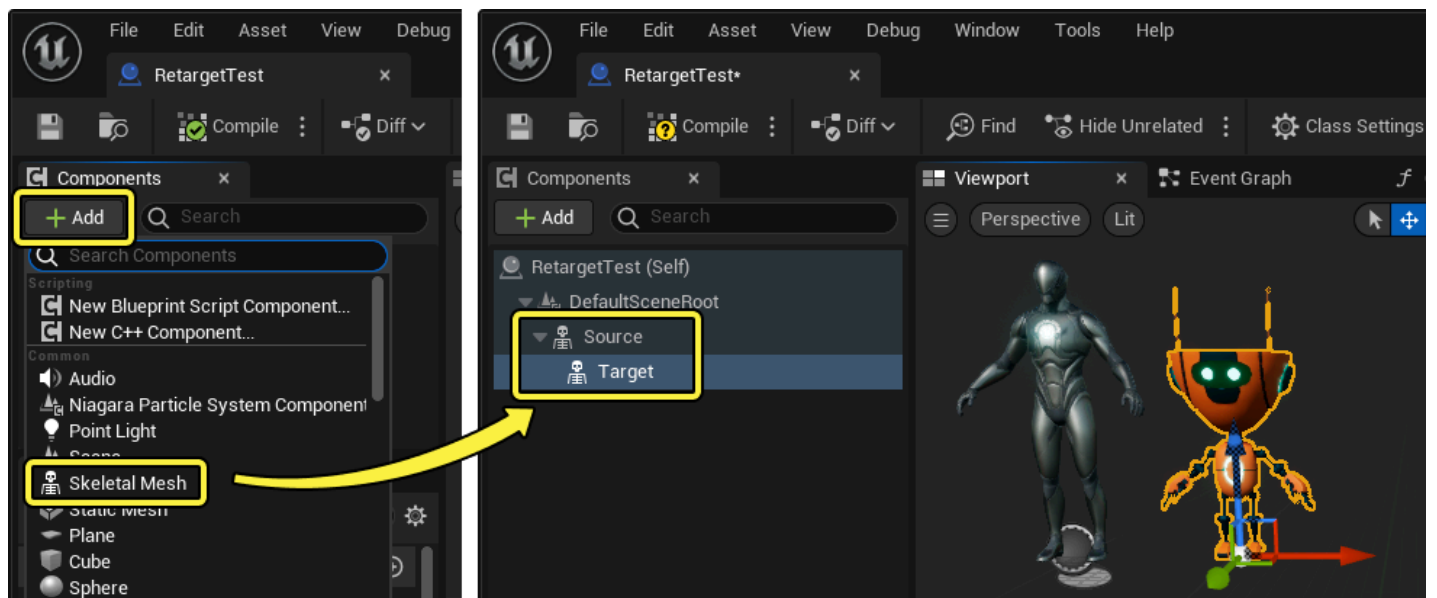 File Edit Asset View Debug
RetargetTest
Compile Diff
Components
Add Search
Search Components
Scripting
New Blueprint Script Component...
New C++ Component...
Common
Audio
Niagara Particle System Component
Point Light
Scene
Skeletal Mesh
Static Mesh
Plane
Cube
Sphere
File Edit Asset View Debug Window Tools Help
RetargetTest*
Compile Diff Find Hide Unrelated Class Settings
Components
Add Search
RetargetTest (Self)
DefaultSceneRoot
Source
Target
Viewport Event Graph
Perspective Lit